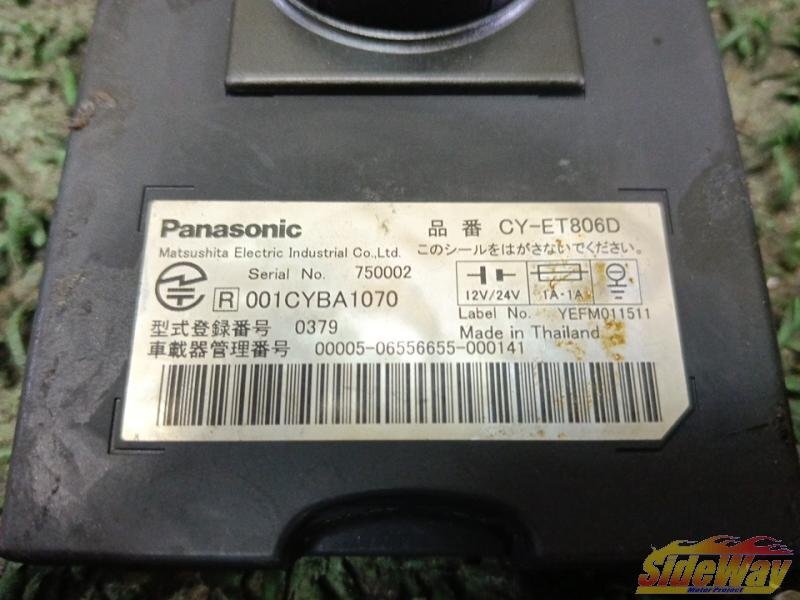 Panasonic 品番 CY-ET806D
Matsushita Electric Industrial Co.,Ltd. このシールをはがさないでください。
Serial No. 750002
R 001CYBA1070 12V/24V 1A·1A
Label No. YEFM011511
型式登録番号 0379 Made in Thailand
車載器管理番号 00005-06556655-000141
SideWay
Motor Project